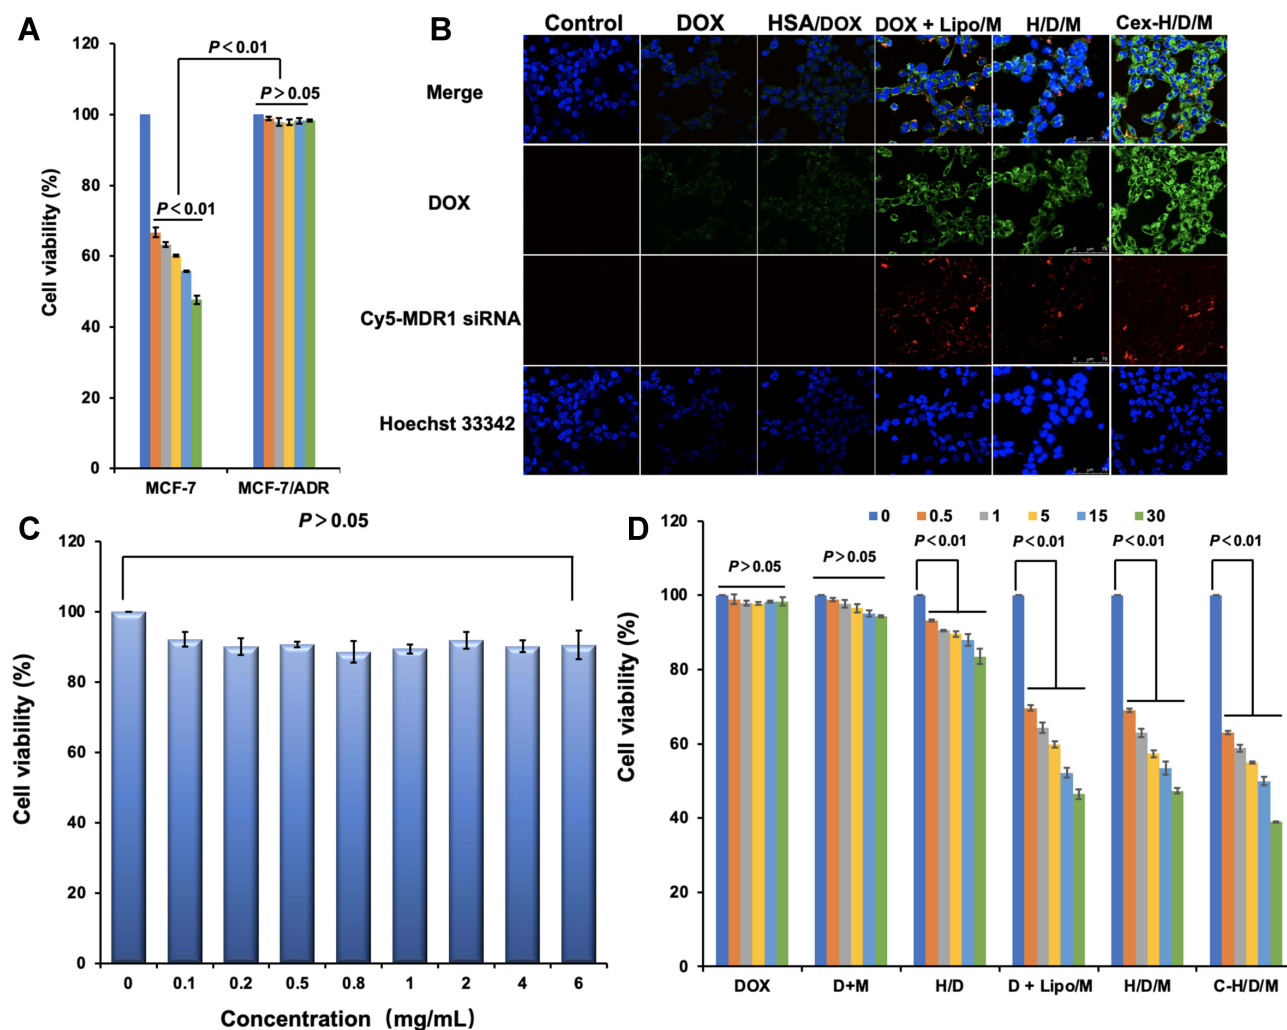 A
120
100
80
60
40
20
0
Cell viability (%)
P < 0.01
P > 0.05
P < 0.01
MCF-7
MCF-7/ADR
B
Control
DOX
HSA/DOX
DOX + Lipo/M
H/D/M
Cex-H/D/M
Merge
DOX
Cy5-MDR1 siRNA
Hoechst 33342
C
P > 0.05
120
100
80
60
40
20
0
Cell viability (%)
0
0.1
0.2
0.5
0.8
1
2
4
6
Concentration (mg/mL)
D
0
0.5
1
5
15
30
120
100
80
60
40
20
0
Cell viability (%)
P > 0.05
P > 0.05
P < 0.01
P < 0.01
P < 0.01
P < 0.01
DOX
D+M
H/D
D + Lipo/M
H/D/M
C-H/D/M